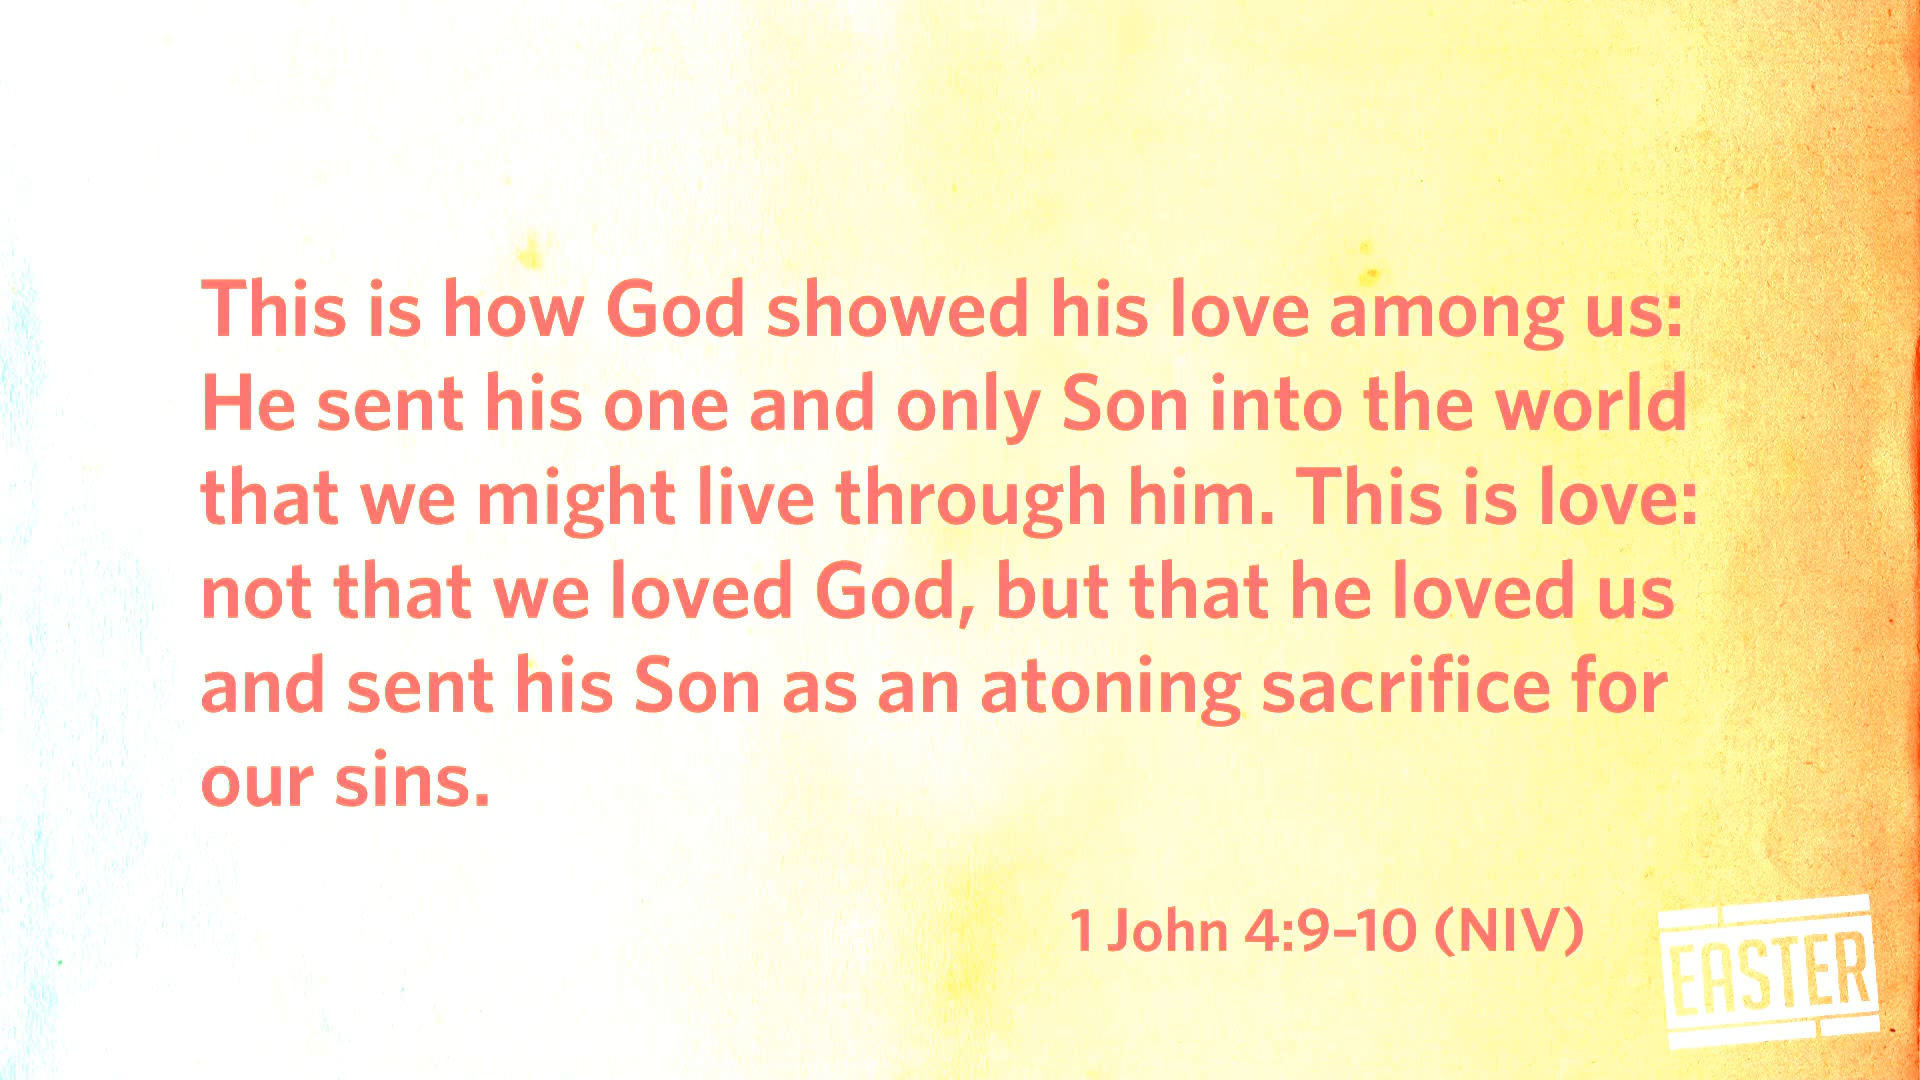 This is how God showed his love among us:
He sent his one and only Son into the world
that we might live through him. This is love:
not that we loved God, but that he loved us
and sent his Son as an atoning sacrifice for
our sins.
1 John 4:9–10 (NIV)
EASTER